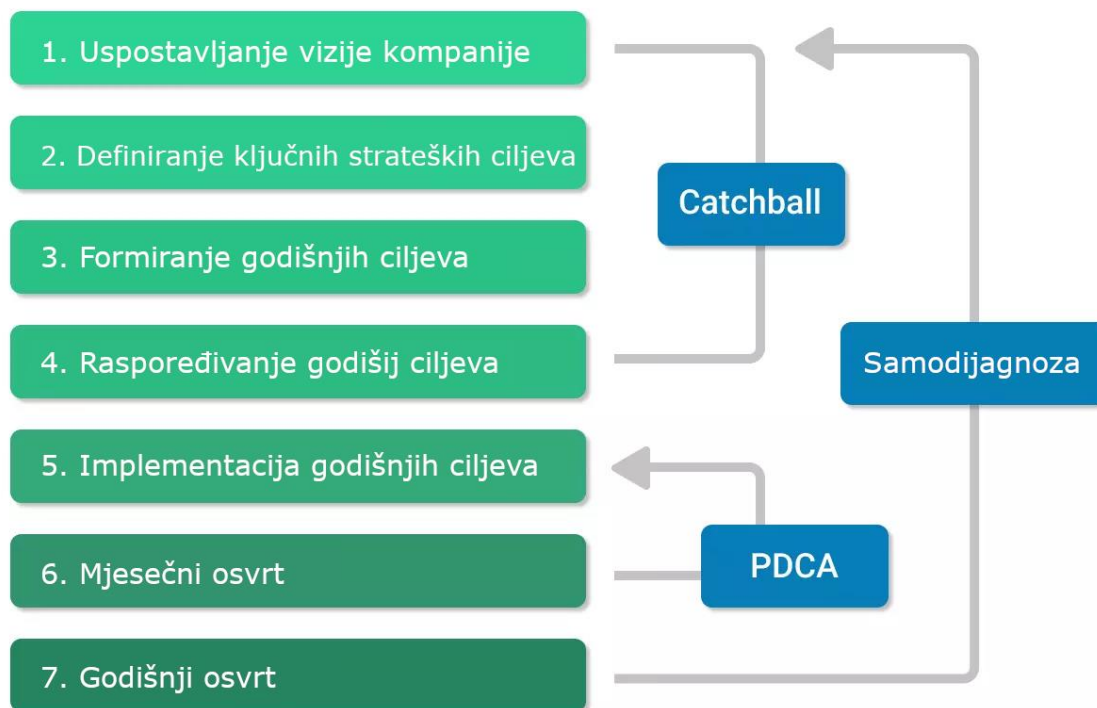 1. Uspostavljanje vizije kompanije
2. Definiranje ključnih strateških ciljeva
3. Formiranje godišnjih ciljeva
4. Raspoređivanje godišij ciljeva
5. Implementacija godišnjih ciljeva
6. Mjesečni osvrt
7. Godišnji osvrt
Catchball
Samodijagnoza
PDCA